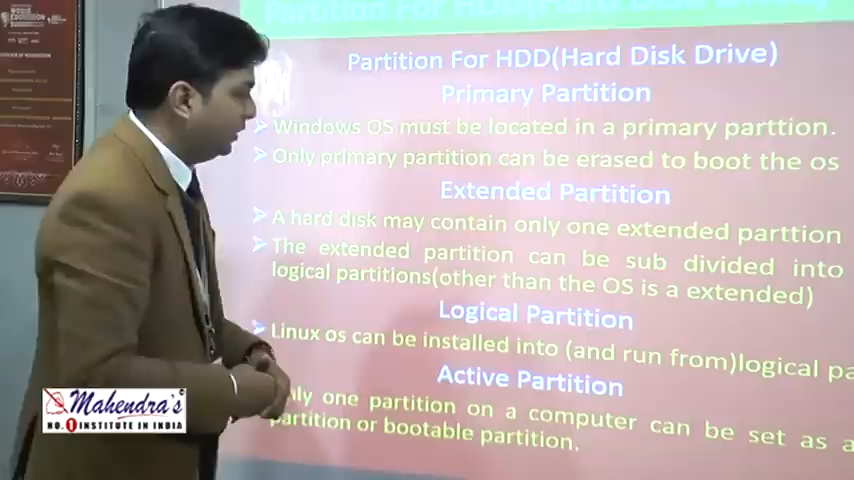 Partition For HDD(Hard Disk Drive)
Partition For HDD(Hard Disk Drive)
Primary Partition
Windows OS must be located in a primary parttion.
Only primary partition can be erased to boot the os
Extended Partition
A hard disk may contain only one extended parttion
The extended partition can be sub divided into
logical partitions(other than the OS is a extended)
Logical Partition
Linux os can be installed into (and run from)logical pa
Active Partition
only one partition on a computer can be set as a
partition or bootable partition.
Mahendra's
NO. 1 INSTITUTE IN INDIA